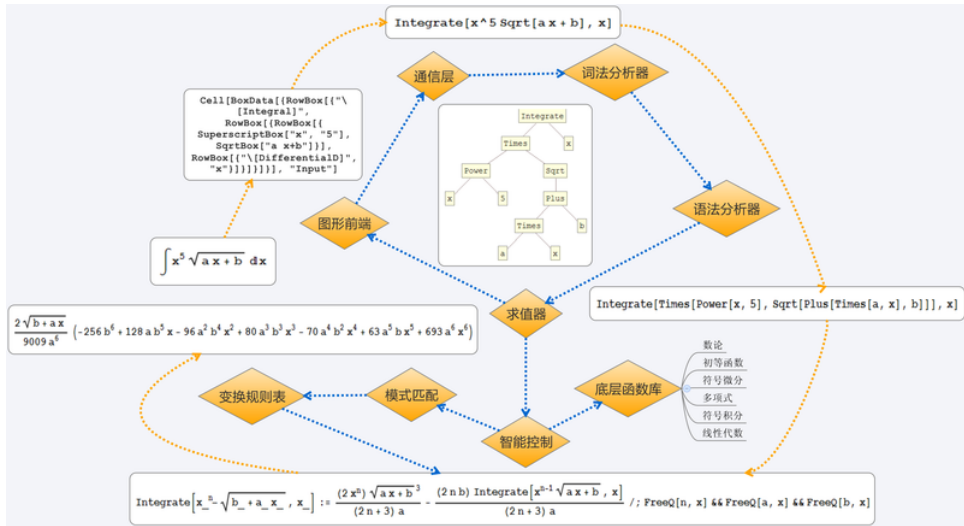 Integrate[x^5 Sqrt[a x + b], x]
通信层
词法分析器
Cell[BoxData[{RowBox[{"\
[Integral]",
RowBox[{RowBox[{
SuperscriptBox["x", "5"],
SqrtBox["a x+b"]}],
RowBox[{"\[DifferentialD]",
"x"}]}]}]}], "Input"]
Integrate
Times
x
Power
Sqrt
x
5
Plus
Times
b
a
x
图形前端
语法分析器
∫x⁵ √(a x + b) ⅆx
Integrate[Times[Power[x, 5], Sqrt[Plus[Times[a, x], b]]], x]
求值器
2 √(b + a x) / 9009 a⁶ (-256 b⁶ + 128 a b⁵ x - 96 a² b⁴ x² + 80 a³ b³ x³ - 70 a⁴ b² x⁴ + 63 a⁵ b x⁵ + 693 a⁶ x⁶)
数论
初等函数
符号微分
多项式
符号积分
线性代数
变换规则表
模式匹配
底层函数库
智能控制
Integrate[x_^n_ √(b_ + a_ x_), x_] := (2 xⁿ) √(a x + b)³ / (2 n + 3) a - (2 n b) Integrate[xⁿ⁻¹ √(a x + b), x] / (2 n + 3) a /; FreeQ[n, x] && FreeQ[a, x] && FreeQ[b, x]